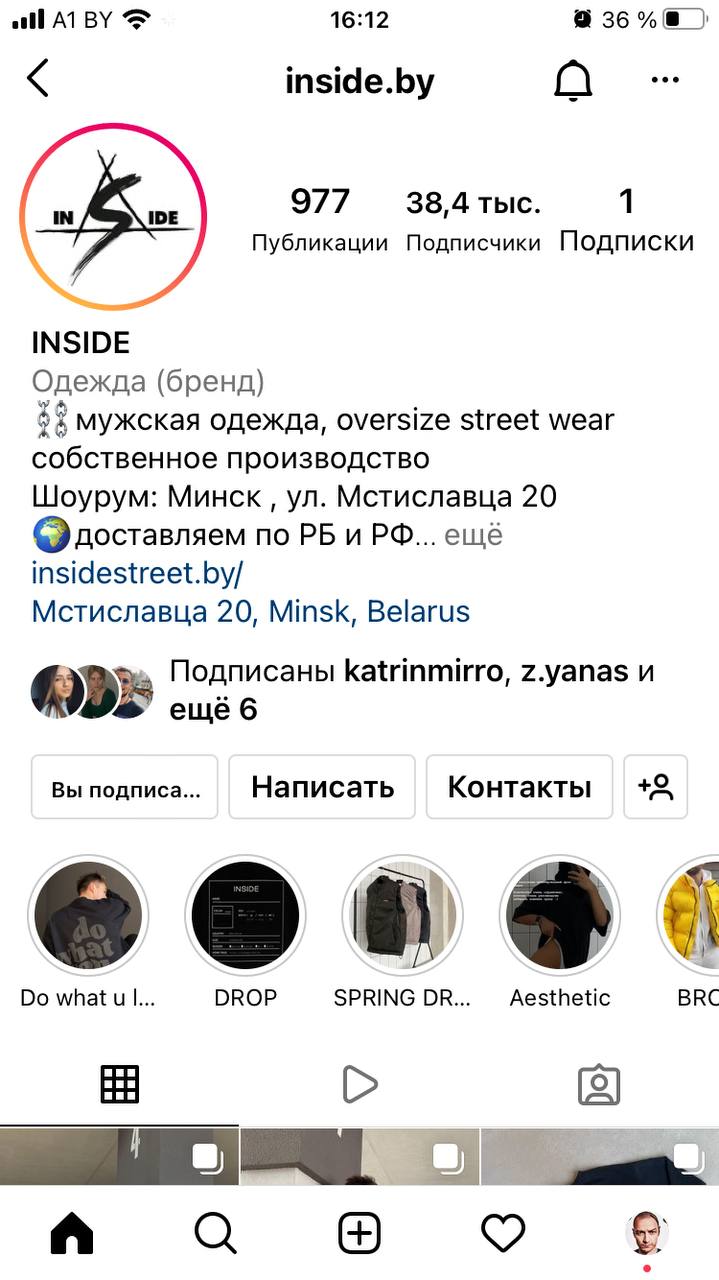 A1 BY 16:12 36 %
inside.by
IN S IDE
977 38,4 тыс. 1
Публикации Подписчики Подписки
INSIDE
Одежда (бренд)
⛓⛓мужская одежда, oversize street wear
собственное производство
Шоурум: Минск , ул. Мстиславца 20
🌍доставляем по РБ и РФ... ещё
insidestreet.by/
Мстиславца 20, Minsk, Belarus
Подписаны katrinmirro, z.yanas и
ещё 6
Вы подписа... Написать Контакты
do
what
INSIDE
Do what u l... DROP SPRING DR... Aesthetic BRO
4